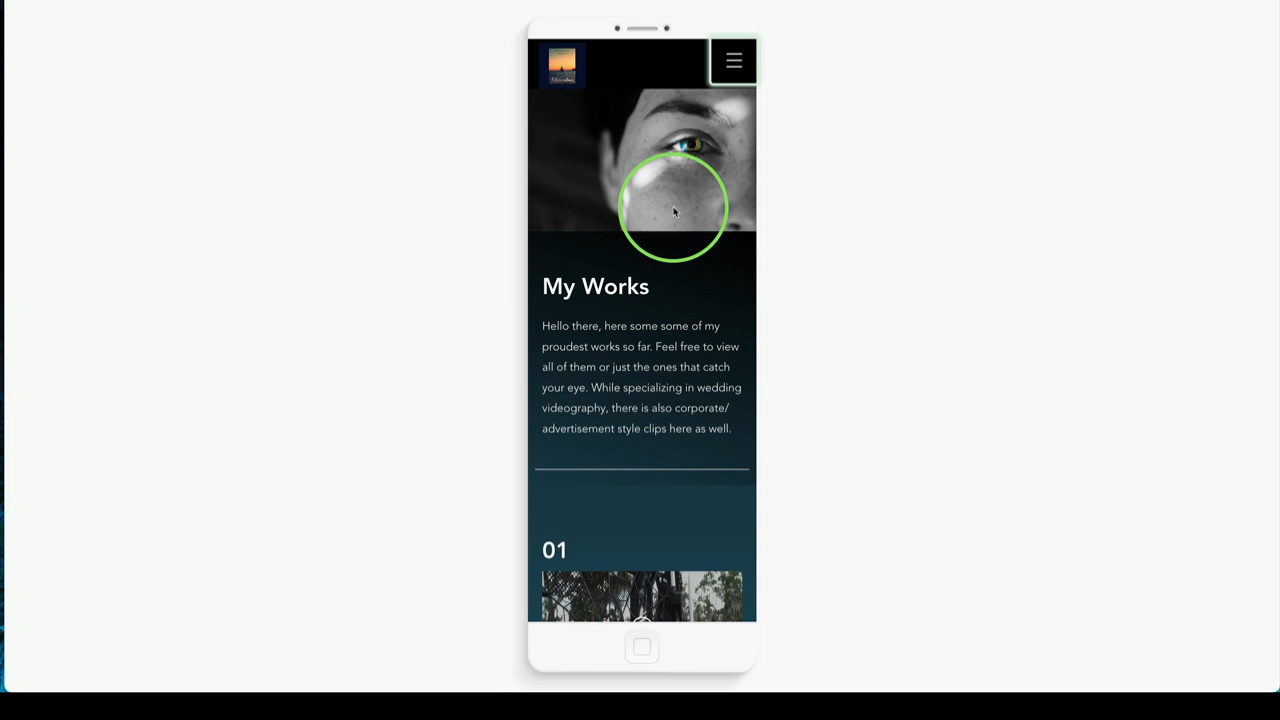 My Works
Hello there, here some some of my
proudest works so far. Feel free to view
all of them or just the ones that catch
your eye. While specializing in wedding
videography, there is also corporate/
advertisement style clips here as well.
01